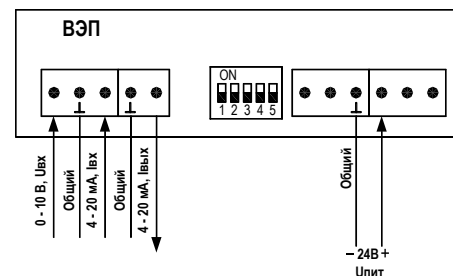 ВЭП
ON
1 2 3 4 5
0 - 10 В, Uвх
Общий
4 - 20 мА, Iвх
Общий
4 - 20 мА, Iвых
Общий
– 24В +
Uпит